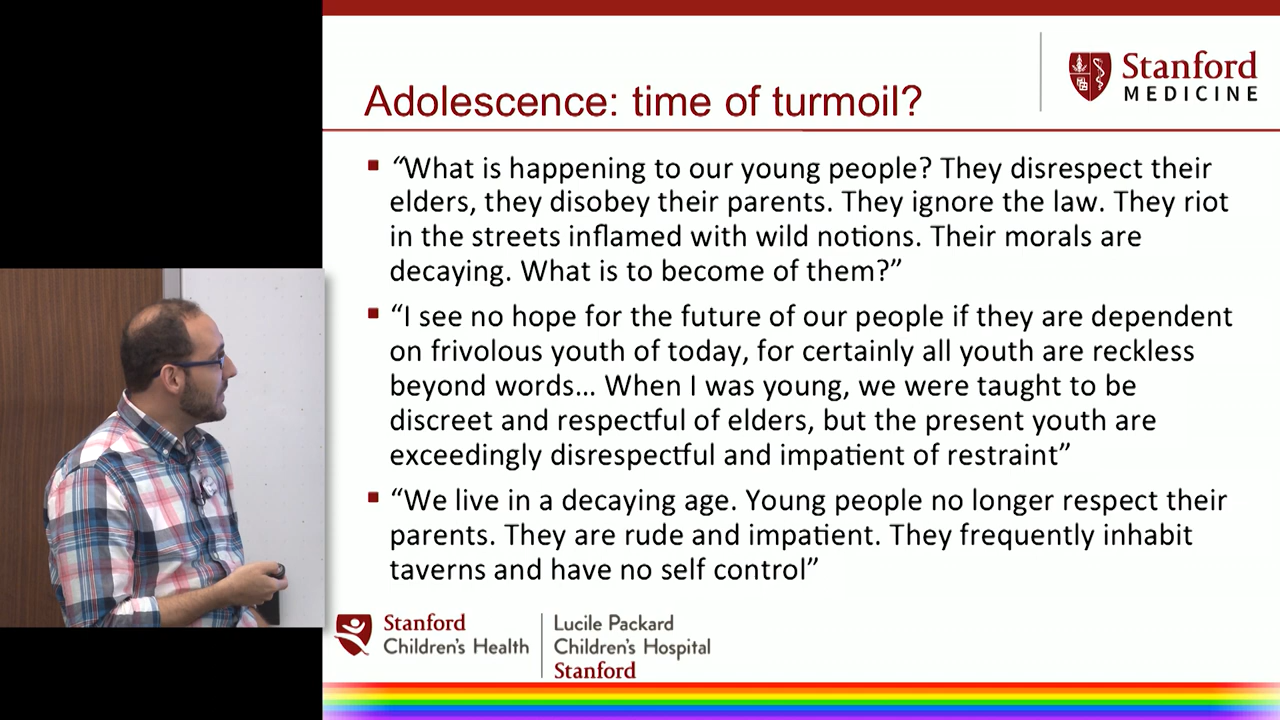 Stanford
MEDICINE
Adolescence: time of turmoil?
“What is happening to our young people? They disrespect their
elders, they disobey their parents. They ignore the law. They riot
in the streets inflamed with wild notions. Their morals are
decaying. What is to become of them?”
“I see no hope for the future of our people if they are dependent
on frivolous youth of today, for certainly all youth are reckless
beyond words... When I was young, we were taught to be
discreet and respectful of elders, but the present youth are
exceedingly disrespectful and impatient of restraint”
“We live in a decaying age. Young people no longer respect their
parents. They are rude and impatient. They frequently inhabit
taverns and have no self control”
Stanford
Children’s Health
Lucile Packard
Children’s Hospital
Stanford